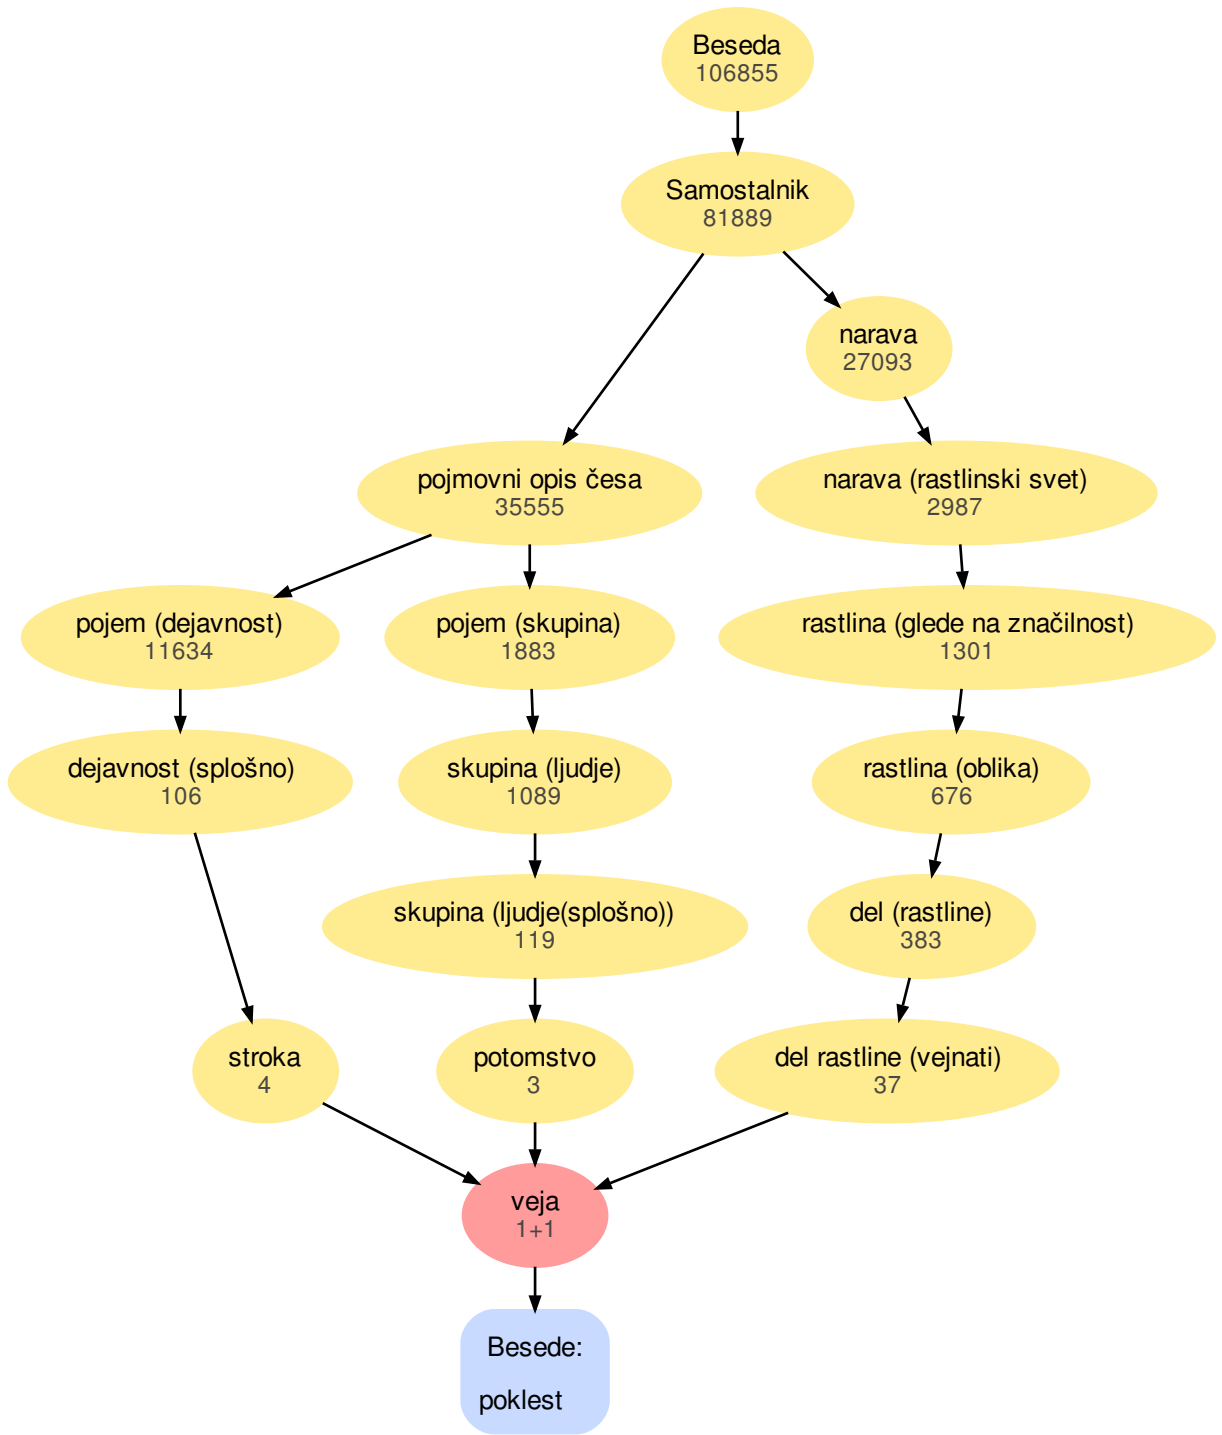 Beseda
106855
Samostalnik
81889
narava
27093
pojmovni opis česa
35555
narava (rastlinski svet)
2987
pojem (dejavnost)
11634
pojem (skupina)
1883
rastlina (glede na značilnost)
1301
dejavnost (splošno)
106
skupina (ljudje)
1089
rastlina (oblika)
676
skupina (ljudje(splošno))
119
del (rastline)
383
stroka
4
potomstvo
3
del rastline (vejnati)
37
veja
1+1
Besede:
poklest